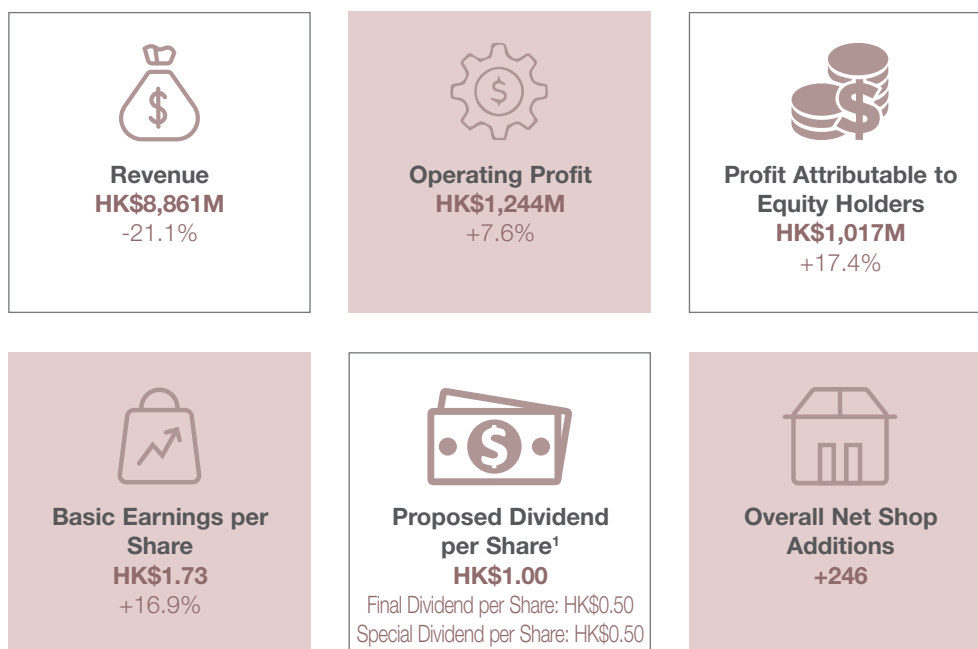 Revenue
HK$8,861M
-21.1%
Operating Profit
HK$1,244M
+7.6%
Profit Attributable to
Equity Holders
HK$1,017M
+17.4%
Basic Earnings per
Share
HK$1.73
+16.9%
Proposed Dividend
per Share¹
HK$1.00
Final Dividend per Share: HK$0.50
Special Dividend per Share: HK$0.50
Overall Net Shop
Additions
+246